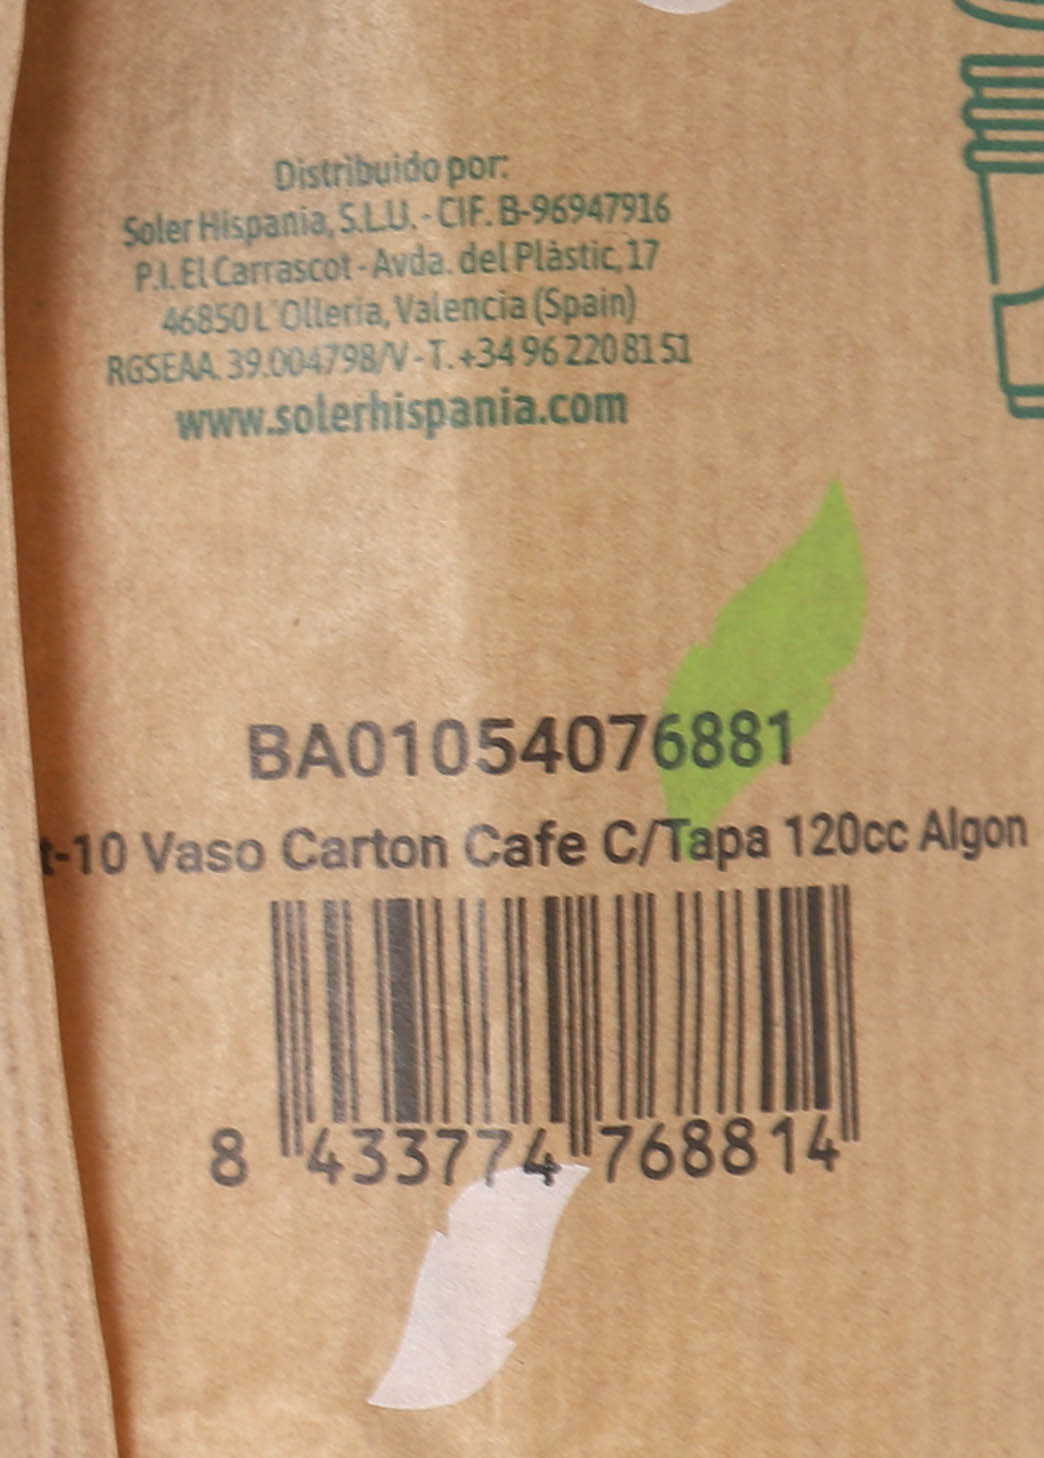 Distribuido por:
Soler Hispania, S.L.U. - CIF. B-96947916
P.I. El Carrascot - Avda. del Plàstic, 17
46850 L´Olleria, Valencia (Spain)
RGSEAA. 39.004798/V - T. +34 96 220 81 51
www.solerhispania.com
BA01054076881
t-10 Vaso Carton Cafe C/Tapa 120cc Algon
8 433774 768814